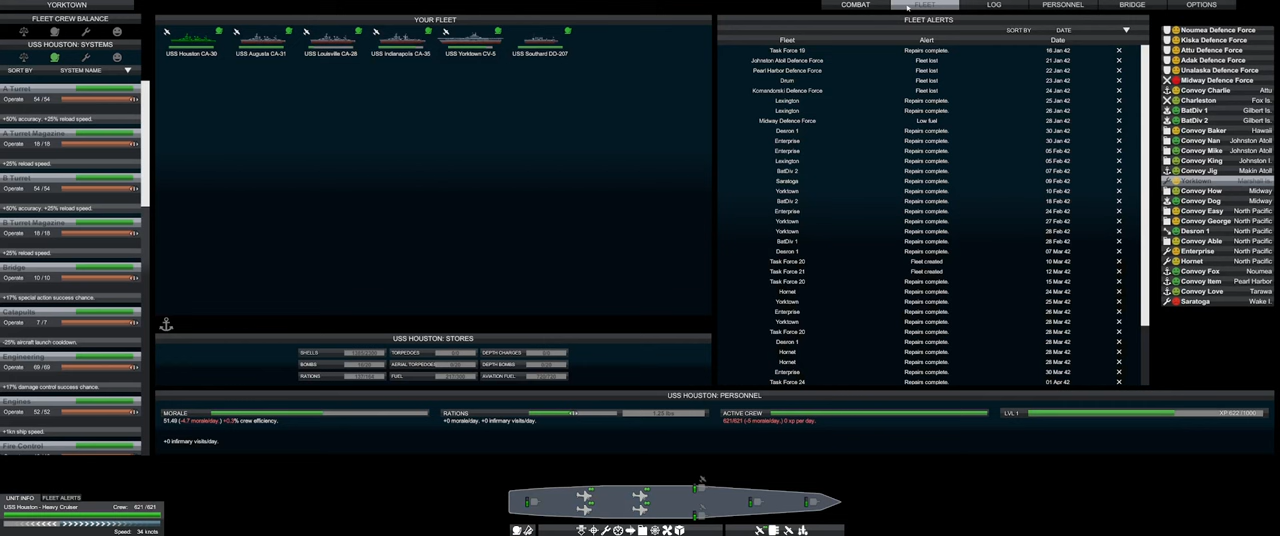 YORKTOWN
COMBAT FLEET LOG PERSONNEL BRIDGE OPTIONS
FLEET CREW BALANCE
USS HOUSTON: SYSTEMS
SORT BY SYSTEM NAME
A Turret
Operate 54 / 54
+50% accuracy. +25% reload speed.
A Turret Magazine
Operate 18 / 18
+25% reload speed.
B Turret
Operate 54 / 54
+50% accuracy. +25% reload speed.
B Turret Magazine
Operate 18 / 18
+25% reload speed.
Bridge
Operate 10 / 10
+17% special action success chance.
Catapults
Operate 7 / 7
-25% aircraft launch cooldown.
Engineering
Operate 69 / 69
+17% damage control success chance.
Engines
Operate 52 / 52
+1kn ship speed.
Fire Control
YOUR FLEET
USS Houston CA-30 USS Augusta CA-31 USS Louisville CA-28 USS Indianapolis CA-35 USS Yorktown CV-5 USS Southard DD-207
USS HOUSTON: STORES
SHELLS TORPEDOES DEPTH CHARGES
BOMBS AERIAL TORPEDOES DEPTH BOMBS
RATIONS FUEL AVIATION FUEL
FLEET ALERTS
SORT BY DATE
Fleet Alert Date
Task Force 19 Repairs complete. 16 Jan 42
Johnston Atoll Defence Force Fleet lost 21 Jan 42
Pearl Harbor Defence Force Fleet lost 22 Jan 42
Drum Fleet lost 23 Jan 42
Komandorski Defence Force Fleet lost 24 Jan 42
Lexington Repairs complete. 25 Jan 42
Lexington Repairs complete. 26 Jan 42
Midway Defence Force Low fuel 28 Jan 42
Desron 1 Repairs complete. 30 Jan 42
Enterprise Repairs complete. 30 Jan 42
Enterprise Repairs complete. 05 Feb 42
Lexington Repairs complete. 05 Feb 42
BatDiv 2 Repairs complete. 06 Feb 42
Saratoga Repairs complete. 09 Feb 42
Yorktown Repairs complete. 10 Feb 42
BatDiv 2 Repairs complete. 18 Feb 42
Enterprise Repairs complete. 24 Feb 42
Yorktown Repairs complete. 27 Feb 42
Yorktown Repairs complete. 28 Feb 42
BatDiv 1 Repairs complete. 28 Feb 42
Desron 1 Repairs complete. 07 Mar 42
Task Force 20 Fleet created 10 Mar 42
Task Force 21 Fleet created 12 Mar 42
Task Force 20 Repairs complete. 15 Mar 42
Hornet Repairs complete. 24 Mar 42
Yorktown Repairs complete. 25 Mar 42
Enterprise Repairs complete. 28 Mar 42
Yorktown Repairs complete. 28 Mar 42
Task Force 20 Repairs complete. 28 Mar 42
Desron 1 Repairs complete. 28 Mar 42
Hornet Repairs complete. 28 Mar 42
Hornet Repairs complete. 28 Mar 42
Enterprise Repairs complete. 28 Mar 42
Task Force 24 Repairs complete. 01 Apr 42
Noumea Defence Force
Kiska Defence Force
Attu Defence Force
Adak Defence Force
Unalaska Defence Force
Midway Defence Force
Convoy Charlie Attu
Charleston Fox Is.
BatDiv 1 Gilbert Is.
BatDiv 2 Gilbert Is.
Convoy Baker Hawaii
Convoy Nan Johnston Atoll
Convoy Mike Johnston Atoll
Convoy King Johnston I.
Convoy Jig Makin Atoll
Yorktown Marshall Is.
Convoy How Midway
Convoy Dog Midway
Convoy Easy North Pacific
Convoy George North Pacific
Desron 1 North Pacific
Convoy Able North Pacific
Enterprise North Pacific
Hornet North Pacific
Convoy Fox Noumea
Convoy Item Pearl Harbor
Convoy Love Tarawa
Saratoga Wake I.
USS HOUSTON: PERSONNEL
MORALE RATIONS 1.25 lbs ACTIVE CREW LVL 1 XP 622 /1000
51.49 (-4.7 morale/day.) +0.3% crew efficiency. +0 morale/day. +0 infirmary visits/day. 621/621 (-5 morale/day.) 0 xp per day.
+0 infirmary visits/day.
UNIT INFO FLEET ALERTS
USS Houston - Heavy Cruiser Crew: 621 /621
Speed: 34 knots